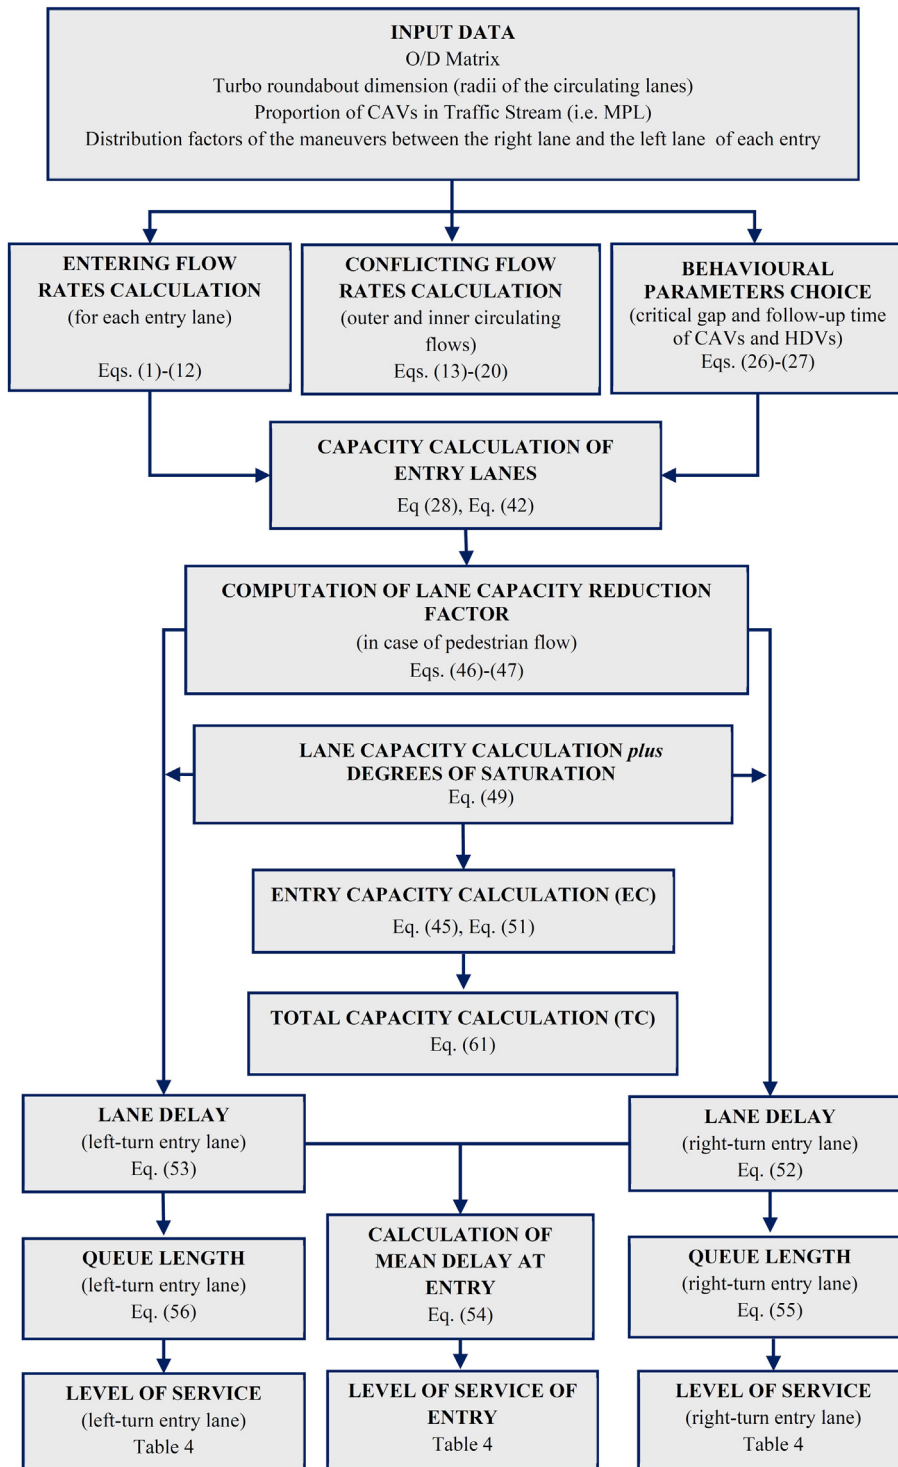 INPUT DATA
O/D Matrix
Turbo roundabout dimension (radii of the circulating lanes)
Proportion of CAVs in Traffic Stream (i.e. MPL)
Distribution factors of the maneuvers between the right lane and the left lane of each entry
ENTERING FLOW
RATES CALCULATION
(for each entry lane)
Eqs. (1)-(12)
CONFLICTING FLOW
RATES CALCULATION
(outer and inner circulating
flows)
Eqs. (13)-(20)
BEHAVIOURAL
PARAMETERS CHOICE
(critical gap and follow-up time
of CAVs and HDVs)
Eqs. (26)-(27)
CAPACITY CALCULATION OF
ENTRY LANES
Eq (28), Eq. (42)
COMPUTATION OF LANE CAPACITY REDUCTION
FACTOR
(in case of pedestrian flow)
Eqs. (46)-(47)
LANE CAPACITY CALCULATION plus
DEGREES OF SATURATION
Eq. (49)
ENTRY CAPACITY CALCULATION (EC)
Eq. (45), Eq. (51)
TOTAL CAPACITY CALCULATION (TC)
Eq. (61)
LANE DELAY
(left-turn entry lane)
Eq. (53)
LANE DELAY
(right-turn entry lane)
Eq. (52)
QUEUE LENGTH
(left-turn entry lane)
Eq. (56)
CALCULATION OF
MEAN DELAY AT
ENTRY
Eq. (54)
QUEUE LENGTH
(right-turn entry lane)
Eq. (55)
LEVEL OF SERVICE
(left-turn entry lane)
Table 4
LEVEL OF SERVICE OF
ENTRY
Table 4
LEVEL OF SERVICE
(right-turn entry lane)
Table 4